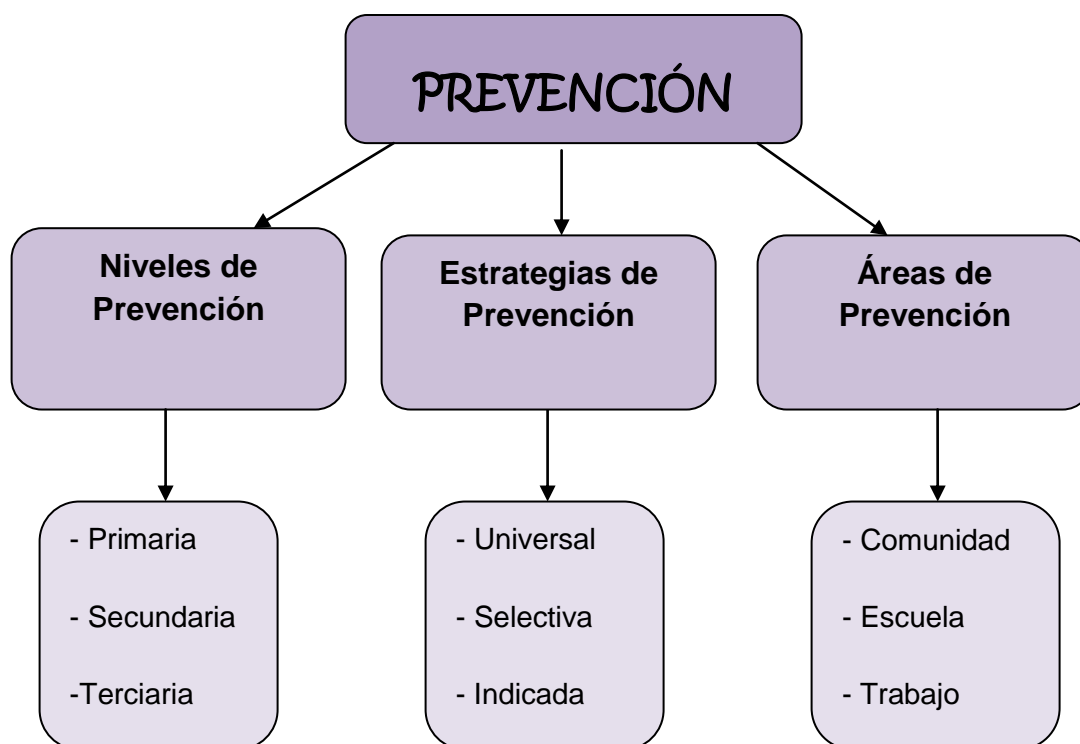 PREVENCIÓN
Niveles de
Prevención
Estrategias de
Prevención
Áreas de
Prevención
- Primaria
- Secundaria
-Terciaria
- Universal
- Selectiva
- Indicada
- Comunidad
- Escuela
- Trabajo